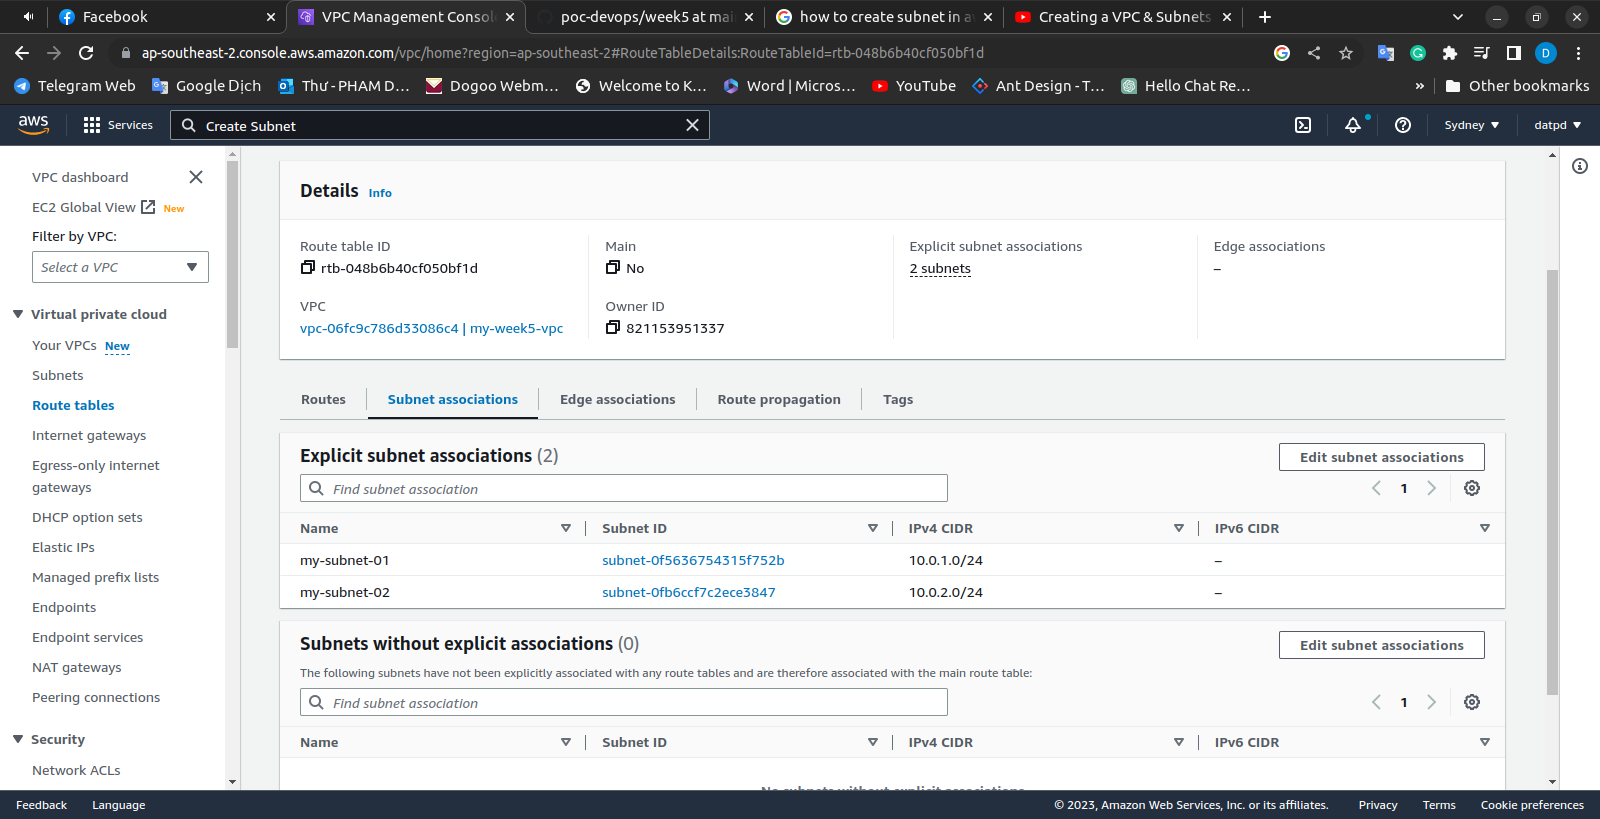 Facebook
VPC Management Consol
poc-devops/week5 at mai
how to create subnet in a
Creating a VPC & Subnets
ap-southeast-2.console.aws.amazon.com/vpc/home?region=ap-southeast-2#RouteTableDetails:RouteTableId=rtb-048b6b40cf050bf1d
D
Telegram Web
Google Dịch
Thư - PHAM D...
Dogoo Webm...
Welcome to K...
Word | Micros...
YouTube
Ant Design - T...
Hello Chat Re...
»
Other bookmarks
aws
Services
Create Subnet
Sydney
datpd
VPC dashboard
EC2 Global View New
Filter by VPC:
Select a VPC
Virtual private cloud
Your VPCs New
Subnets
Route tables
Internet gateways
Egress-only internet
gateways
DHCP option sets
Elastic IPs
Managed prefix lists
Endpoints
Endpoint services
NAT gateways
Peering connections
Security
Network ACLs
Details Info
Route table ID
rtb-048b6b40cf050bf1d
Main
No
Explicit subnet associations
2 subnets
Edge associations
–
VPC
vpc-06fc9c786d33086c4 | my-week5-vpc
Owner ID
821153951337
Routes
Subnet associations
Edge associations
Route propagation
Tags
Explicit subnet associations (2)
Edit subnet associations
Find subnet association
1
Name Subnet ID IPv4 CIDR IPv6 CIDR
my-subnet-01 subnet-0f5636754315f752b 10.0.1.0/24 –
my-subnet-02 subnet-0fb6ccf7c2ece3847 10.0.2.0/24 –
Subnets without explicit associations (0)
Edit subnet associations
The following subnets have not been explicitly associated with any route tables and are therefore associated with the main route table:
Find subnet association
1
Name Subnet ID IPv4 CIDR IPv6 CIDR
No subnets without explicit associations
Feedback
Language
© 2023, Amazon Web Services, Inc. or its affiliates.
Privacy
Terms
Cookie preferences